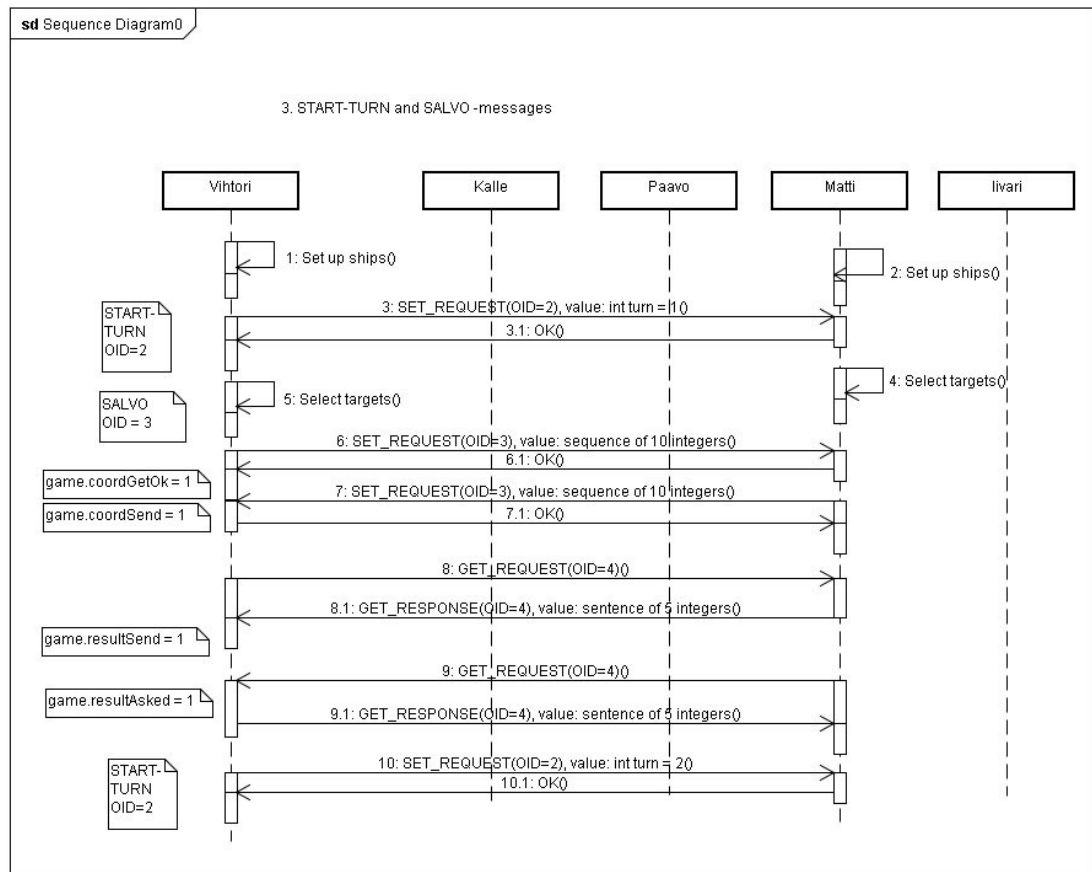 sd Sequence Diagram0
3. START-TURN and SALVO -messages
Vihtori
Kalle
Paavo
Matti
Iivari
1: Set up ships()
2: Set up ships()
START-
TURN
OID=2
3: SET_REQUEST(OID=2), value: int turn = 1()
3.1: OK()
4: Select targets()
SALVO
OID = 3
5: Select targets()
6: SET_REQUEST(OID=3), value: sequence of 10 integers()
6.1: OK()
game.coordGetOk = 1
7: SET_REQUEST(OID=3), value: sequence of 10 integers()
game.coordSend = 1
7.1: OK()
8: GET_REQUEST(OID=4)()
8.1: GET_RESPONSE(OID=4), value: sentence of 5 integers()
game.resultSend = 1
9: GET_REQUEST(OID=4)()
game.resultAsked = 1
9.1: GET_RESPONSE(OID=4), value: sentence of 5 integers()
START-
TURN
OID=2
10: SET_REQUEST(OID=2), value: int turn = 2()
10.1: OK()